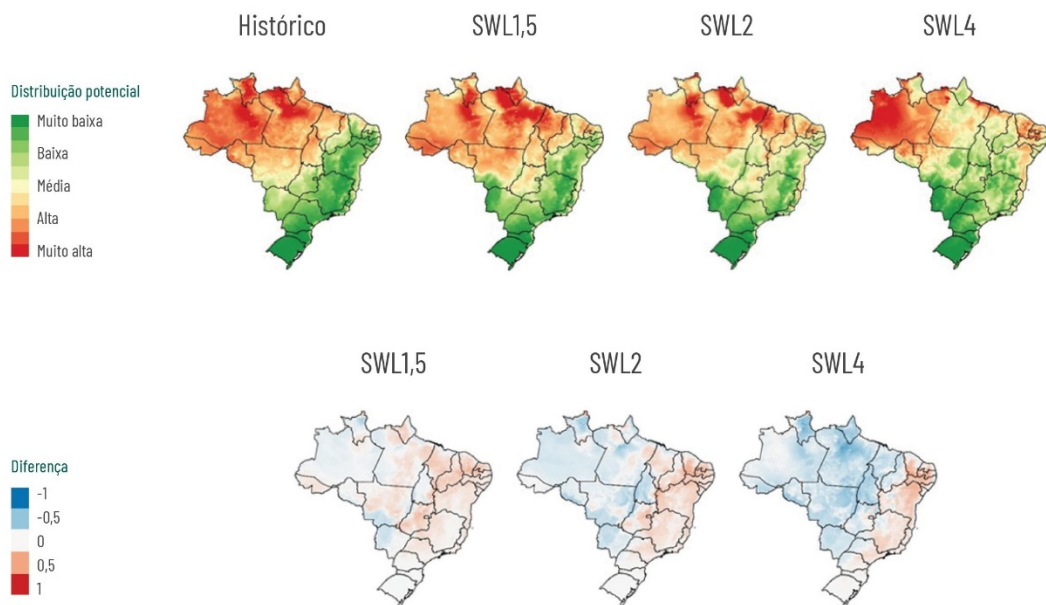 Histórico
SWL1,5
SWL2
SWL4
Distribuição potencial
Muito baixa
Baixa
Média
Alta
Muito alta
SWL1,5
SWL2
SWL4
Diferença
-1
-0,5
0
0,5
1